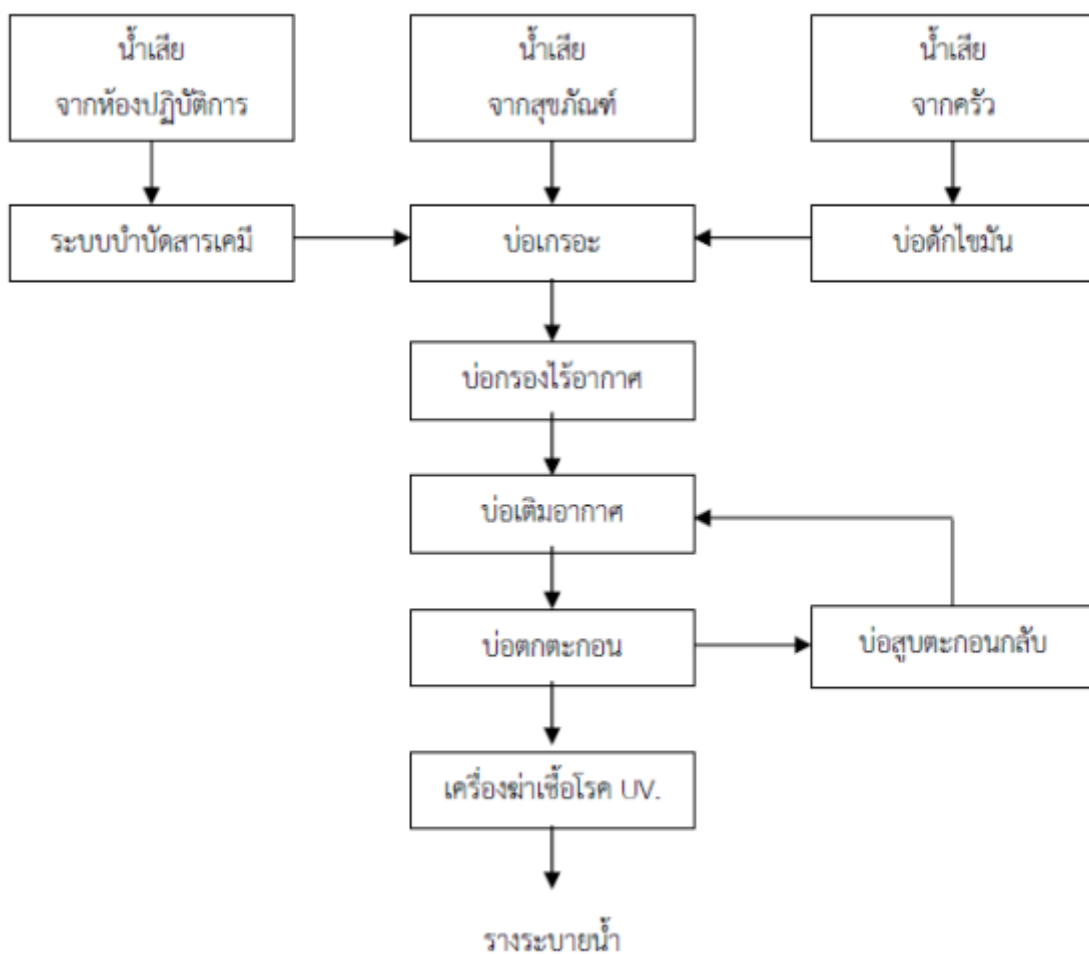 น้ำเสีย
จากห้องปฏิบัติการ
น้ำเสีย
จากสุขภัณฑ์
น้ำเสีย
จากครัว
ระบบบำบัดสารเคมี
บ่อเกรอะ
บ่อดักไขมัน
บ่อกรองไร้อากาศ
บ่อเติมอากาศ
บ่อตกตะกอน
บ่อสูบตะกอนกลับ
เครื่องฆ่าเชื้อโรค UV.
รางระบายน้ำ